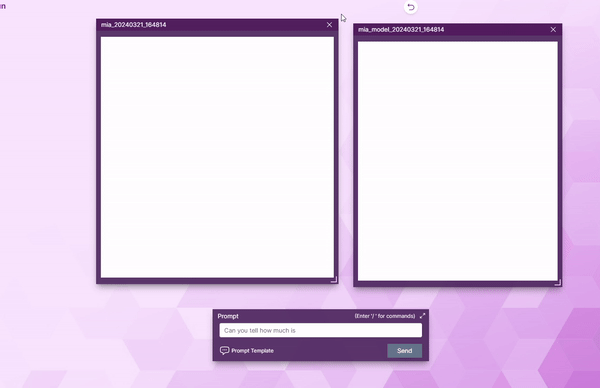 mia_20240321_164814
mia_model_20240321_164814
Prompt
(Enter '/ ' for commands)
Can you tell how much is
Prompt Template
Send